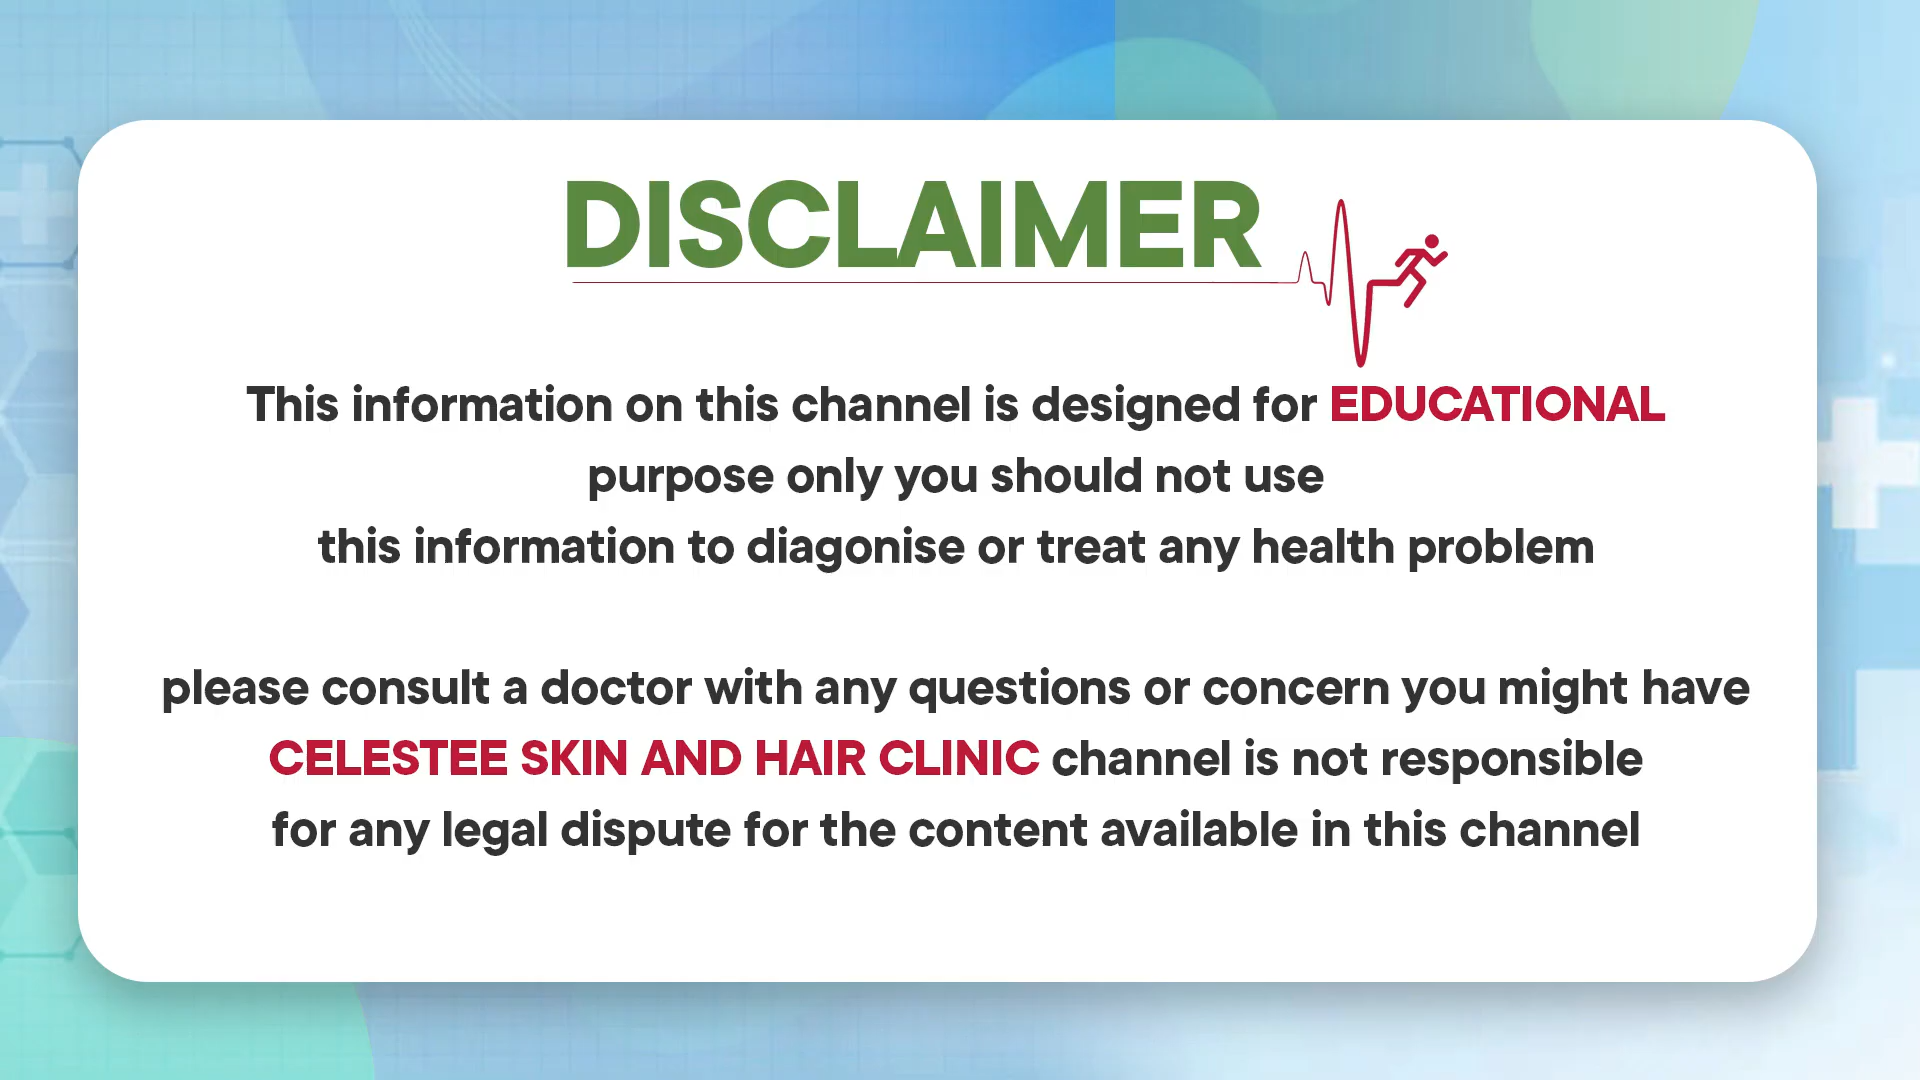 DISCLAIMER
This information on this channel is designed for EDUCATIONAL
purpose only you should not use
this information to diagonise or treat any health problem
please consult a doctor with any questions or concern you might have
CELESTEE SKIN AND HAIR CLINIC channel is not responsible
for any legal dispute for the content available in this channel